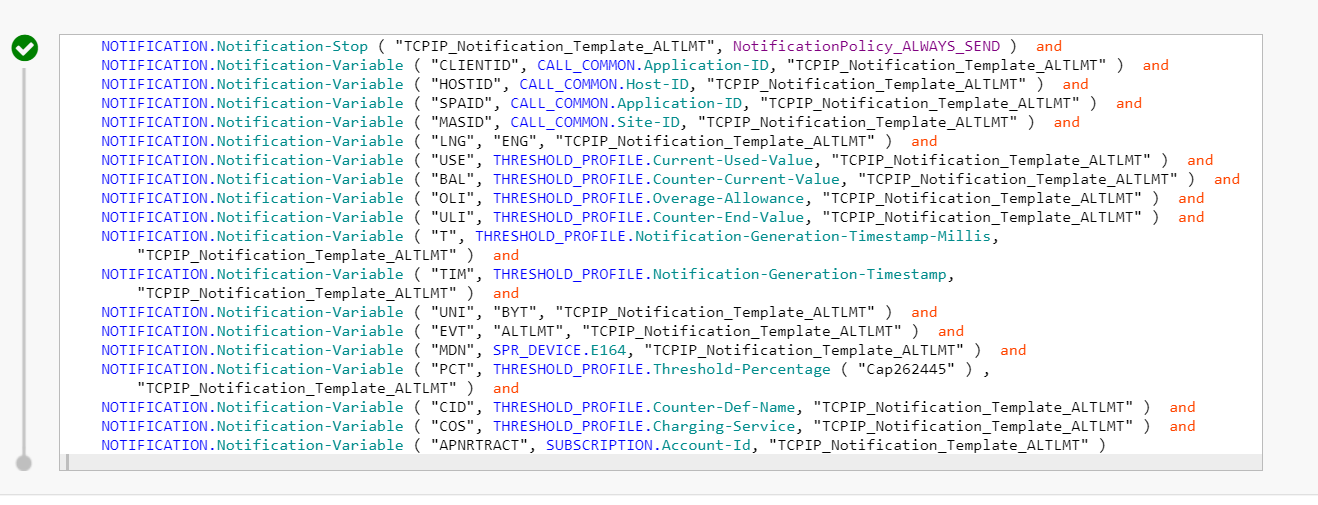 NOTIFICATION.Notification-Stop ( "TCPIP_Notification_Template_ALTLMT", NotificationPolicy_ALWAYS_SEND ) and
NOTIFICATION.Notification-Variable ( "CLIENTID", CALL_COMMON.Application-ID, "TCPIP_Notification_Template_ALTLMT" ) and
NOTIFICATION.Notification-Variable ( "HOSTID", CALL_COMMON.Host-ID, "TCPIP_Notification_Template_ALTLMT" ) and
NOTIFICATION.Notification-Variable ( "SPAID", CALL_COMMON.Application-ID, "TCPIP_Notification_Template_ALTLMT" ) and
NOTIFICATION.Notification-Variable ( "MASID", CALL_COMMON.Site-ID, "TCPIP_Notification_Template_ALTLMT" ) and
NOTIFICATION.Notification-Variable ( "LNG", "ENG", "TCPIP_Notification_Template_ALTLMT" ) and
NOTIFICATION.Notification-Variable ( "USE", THRESHOLD_PROFILE.Current-Used-Value, "TCPIP_Notification_Template_ALTLMT" ) and
NOTIFICATION.Notification-Variable ( "BAL", THRESHOLD_PROFILE.Counter-Current-Value, "TCPIP_Notification_Template_ALTLMT" ) and
NOTIFICATION.Notification-Variable ( "OLI", THRESHOLD_PROFILE.Overage-Allowance, "TCPIP_Notification_Template_ALTLMT" ) and
NOTIFICATION.Notification-Variable ( "ULI", THRESHOLD_PROFILE.Counter-End-Value, "TCPIP_Notification_Template_ALTLMT" ) and
NOTIFICATION.Notification-Variable ( "T", THRESHOLD_PROFILE.Notification-Generation-Timestamp-Millis,
"TCPIP_Notification_Template_ALTLMT" ) and
NOTIFICATION.Notification-Variable ( "TIM", THRESHOLD_PROFILE.Notification-Generation-Timestamp,
"TCPIP_Notification_Template_ALTLMT" ) and
NOTIFICATION.Notification-Variable ( "UNI", "BYT", "TCPIP_Notification_Template_ALTLMT" ) and
NOTIFICATION.Notification-Variable ( "EVT", "ALTLMT", "TCPIP_Notification_Template_ALTLMT" ) and
NOTIFICATION.Notification-Variable ( "MDN", SPR_DEVICE.E164, "TCPIP_Notification_Template_ALTLMT" ) and
NOTIFICATION.Notification-Variable ( "PCT", THRESHOLD_PROFILE.Threshold-Percentage ( "Cap262445" ) ,
"TCPIP_Notification_Template_ALTLMT" ) and
NOTIFICATION.Notification-Variable ( "CID", THRESHOLD_PROFILE.Counter-Def-Name, "TCPIP_Notification_Template_ALTLMT" ) and
NOTIFICATION.Notification-Variable ( "COS", THRESHOLD_PROFILE.Charging-Service, "TCPIP_Notification_Template_ALTLMT" ) and
NOTIFICATION.Notification-Variable ( "APNRTRACT", SUBSCRIPTION.Account-Id, "TCPIP_Notification_Template_ALTLMT" )